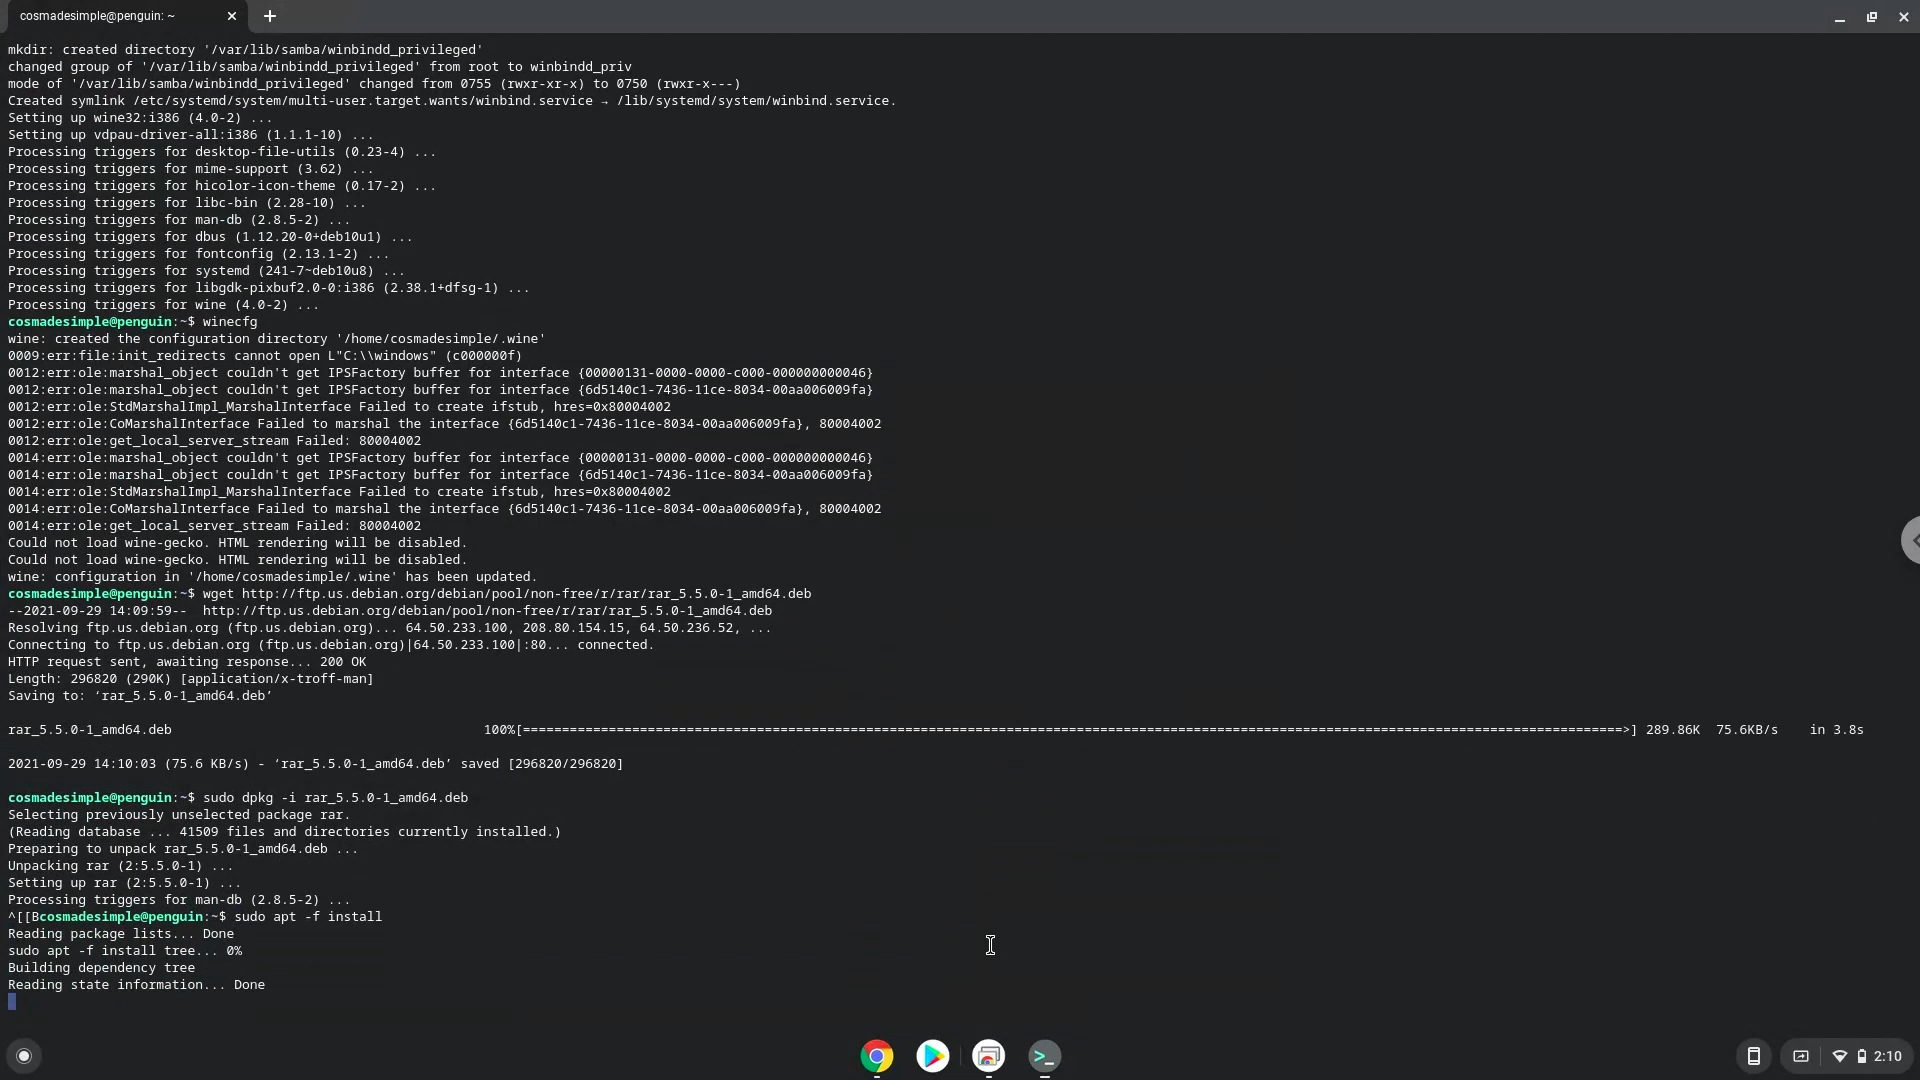 cosmadesimple@penguin: ~
mkdir: created directory '/var/lib/samba/winbindd_privileged'
changed group of '/var/lib/samba/winbindd_privileged' from root to winbindd_priv
mode of '/var/lib/samba/winbindd_privileged' changed from 0755 (rwxr-xr-x) to 0750 (rwxr-x---)
Created symlink /etc/systemd/system/multi-user.target.wants/winbind.service → /lib/systemd/system/winbind.service.
Setting up wine32:i386 (4.0-2) ...
Setting up vdpau-driver-all:i386 (1.1.1-10) ...
Processing triggers for desktop-file-utils (0.23-4) ...
Processing triggers for mime-support (3.62) ...
Processing triggers for hicolor-icon-theme (0.17-2) ...
Processing triggers for libc-bin (2.28-10) ...
Processing triggers for man-db (2.8.5-2) ...
Processing triggers for dbus (1.12.20-0+deb10u1) ...
Processing triggers for fontconfig (2.13.1-2) ...
Processing triggers for systemd (241-7~deb10u8) ...
Processing triggers for libgdk-pixbuf2.0-0:i386 (2.38.1+dfsg-1) ...
Processing triggers for wine (4.0-2) ...
cosmadesimple@penguin:~$ winecfg
wine: created the configuration directory '/home/cosmadesimple/.wine'
0009:err:file:init_redirects cannot open L"C:\\windows" (c000000f)
0012:err:ole:marshal_object couldn't get IPSFactory buffer for interface {00000131-0000-0000-c000-000000000046}
0012:err:ole:marshal_object couldn't get IPSFactory buffer for interface {6d5140c1-7436-11ce-8034-00aa006009fa}
0012:err:ole:StdMarshalImpl_MarshalInterface Failed to create ifstub, hres=0x80004002
0012:err:ole:CoMarshalInterface Failed to marshal the interface {6d5140c1-7436-11ce-8034-00aa006009fa}, 80004002
0012:err:ole:get_local_server_stream Failed: 80004002
0014:err:ole:marshal_object couldn't get IPSFactory buffer for interface {00000131-0000-0000-c000-000000000046}
0014:err:ole:marshal_object couldn't get IPSFactory buffer for interface {6d5140c1-7436-11ce-8034-00aa006009fa}
0014:err:ole:StdMarshalImpl_MarshalInterface Failed to create ifstub, hres=0x80004002
0014:err:ole:CoMarshalInterface Failed to marshal the interface {6d5140c1-7436-11ce-8034-00aa006009fa}, 80004002
0014:err:ole:get_local_server_stream Failed: 80004002
Could not load wine-gecko. HTML rendering will be disabled.
Could not load wine-gecko. HTML rendering will be disabled.
wine: configuration in '/home/cosmadesimple/.wine' has been updated.
cosmadesimple@penguin:~$ wget http://ftp.us.debian.org/debian/pool/non-free/r/rar/rar_5.5.0-1_amd64.deb
--2021-09-29 14:09:59--  http://ftp.us.debian.org/debian/pool/non-free/r/rar/rar_5.5.0-1_amd64.deb
Resolving ftp.us.debian.org (ftp.us.debian.org)... 64.50.233.100, 208.80.154.15, 64.50.236.52, ...
Connecting to ftp.us.debian.org (ftp.us.debian.org)|64.50.233.100|:80... connected.
HTTP request sent, awaiting response... 200 OK
Length: 296820 (290K) [application/x-troff-man]
Saving to: ‘rar_5.5.0-1_amd64.deb’
rar_5.5.0-1_amd64.deb 100%[=============================================================================================================================================>] 289.86K 75.6KB/s in 3.8s
2021-09-29 14:10:03 (75.6 KB/s) - ‘rar_5.5.0-1_amd64.deb’ saved [296820/296820]
cosmadesimple@penguin:~$ sudo dpkg -i rar_5.5.0-1_amd64.deb
Selecting previously unselected package rar.
(Reading database ... 41509 files and directories currently installed.)
Preparing to unpack rar_5.5.0-1_amd64.deb ...
Unpacking rar (2:5.5.0-1) ...
Setting up rar (2:5.5.0-1) ...
Processing triggers for man-db (2.8.5-2) ...
^[[Bcosmadesimple@penguin:~$ sudo apt -f install
Reading package lists... Done
sudo apt -f install tree... 0%
Building dependency tree
Reading state information... Done
2:10